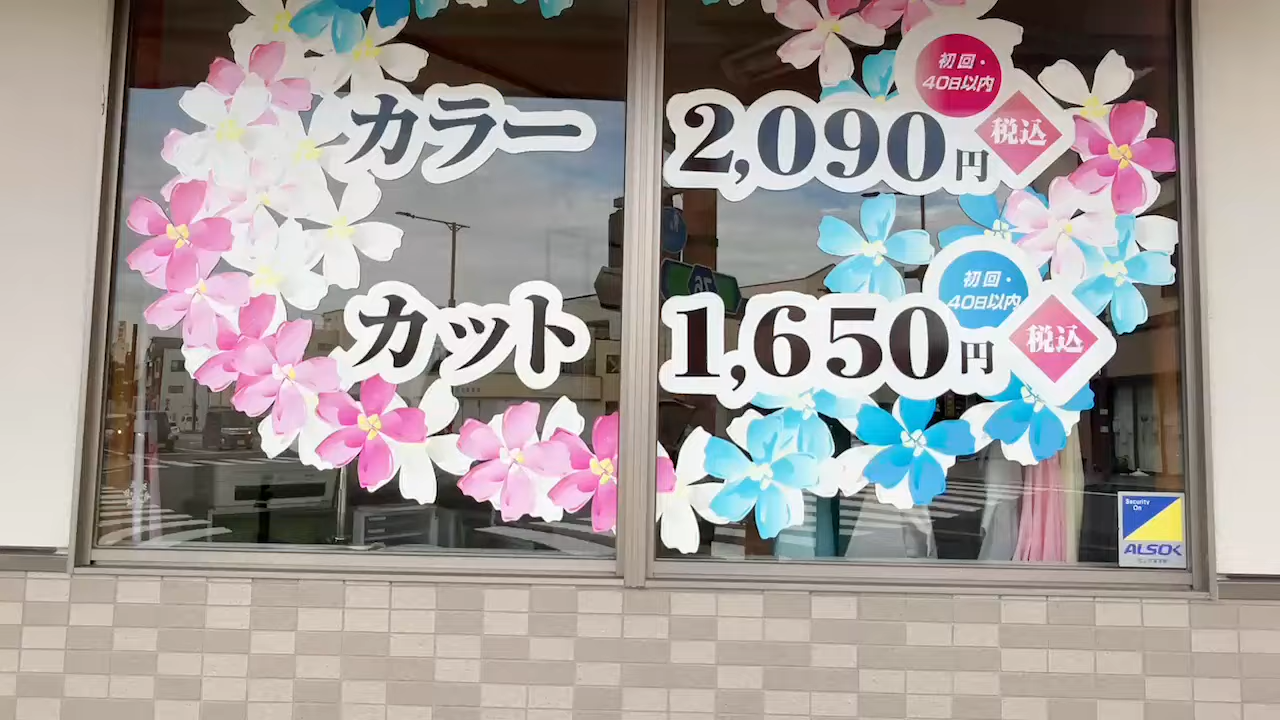 初回・
40日以内
カラー 2,090円 税込
初回・
40日以内
カット 1,650円 税込
Security
On
ALSOK